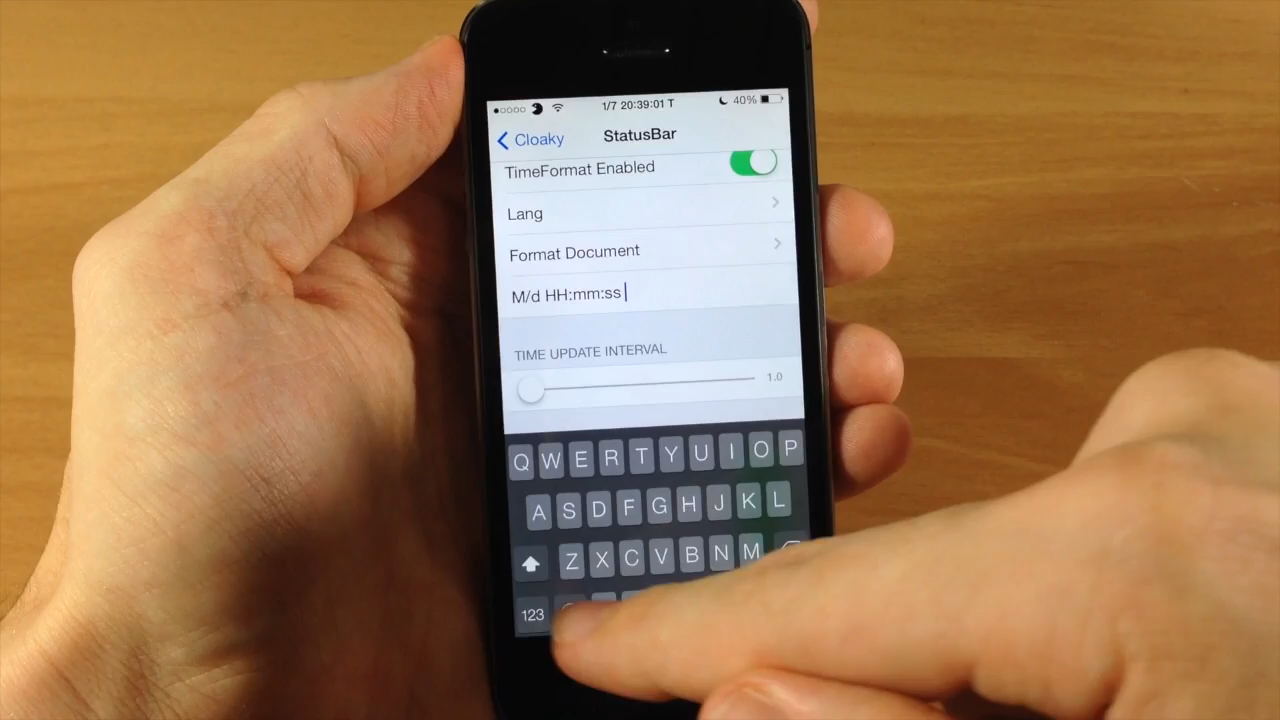 1/7 20:39:01 T 40%
Cloaky StatusBar
TimeFormat Enabled
Lang
Format Document
M/d HH:mm:ss
TIME UPDATE INTERVAL
1.0
Q W E R T Y U I O P
A S D F G H J K L
Z X C V B N M
123